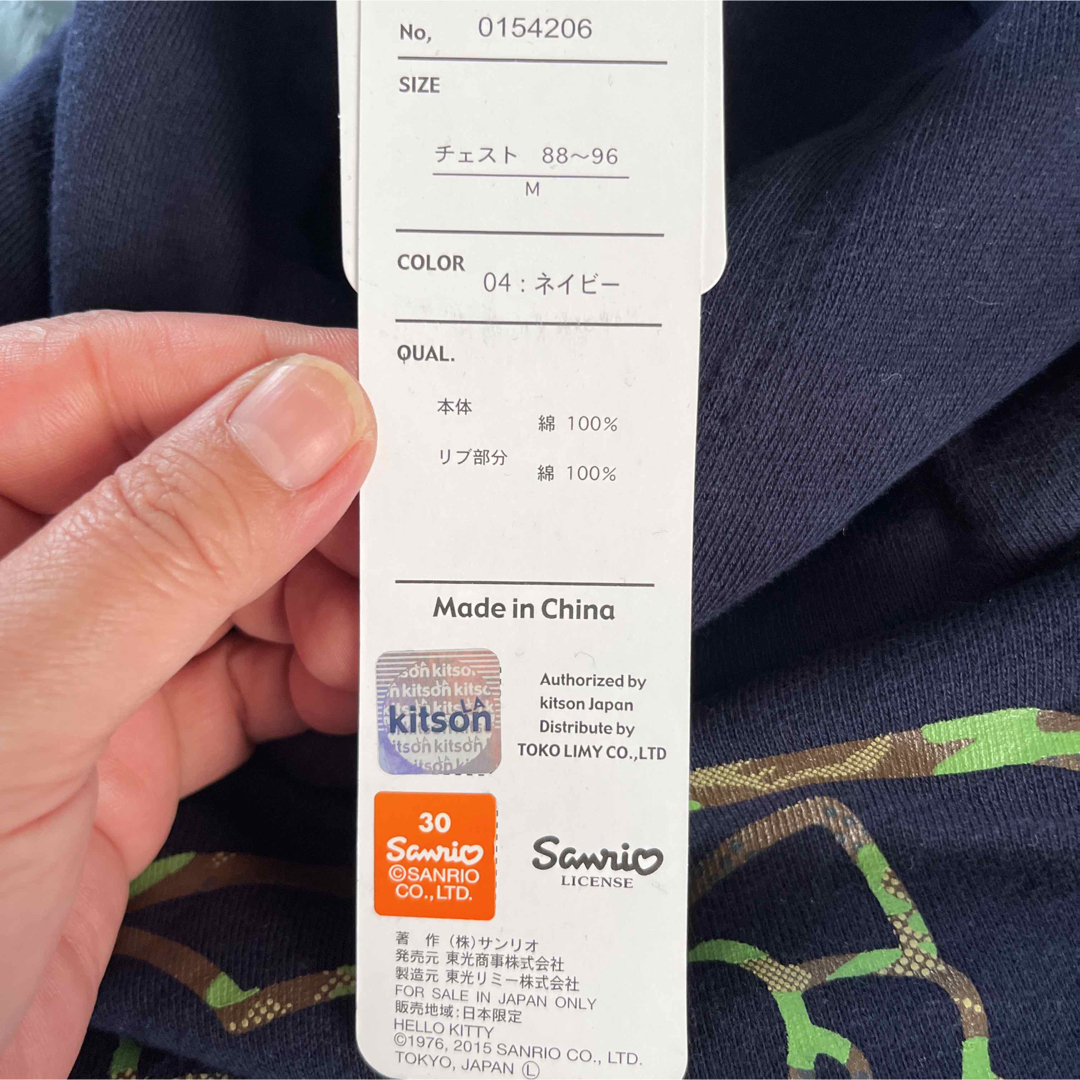 No, 0154206
SIZE
チェスト 88〜96
M
COLOR 04 : ネイビー
QUAL.
本体 綿 100%
リブ部分 綿 100%
Made in China
kitson LA
Authorized by
kitson Japan
Distribute by
TOKO LIMY CO.,LTD
30
Sanrio
©SANRIO
CO.,LTD.
Sanrio
LICENSE
著 作 (株)サンリオ
発売元 東光商事株式会社
製造元 東光リミー株式会社
FOR SALE IN JAPAN ONLY
販売地域:日本限定
HELLO KITTY
©1976, 2015 SANRIO CO., LTD.
TOKYO, JAPAN Ⓛ